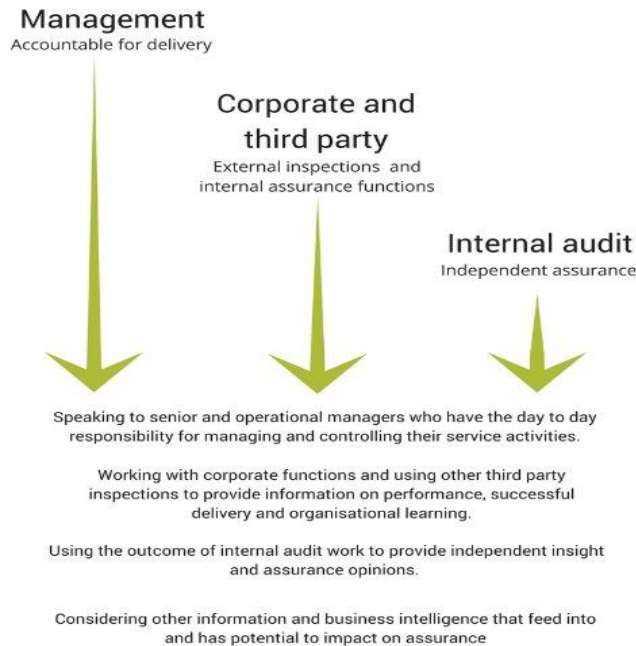 Management
Accountable for delivery
Corporate and
third party
External inspections and
internal assurance functions
Internal audit
Independent assurance
Speaking to senior and operational managers who have the day to day
responsibility for managing and controlling their service activities.
Working with corporate functions and using other third party
inspections to provide information on performance, successful
delivery and organisational learning.
Using the outcome of internal audit work to provide independent insight
and assurance opinions.
Considering other information and business intelligence that feed into
and has potential to impact on assurance